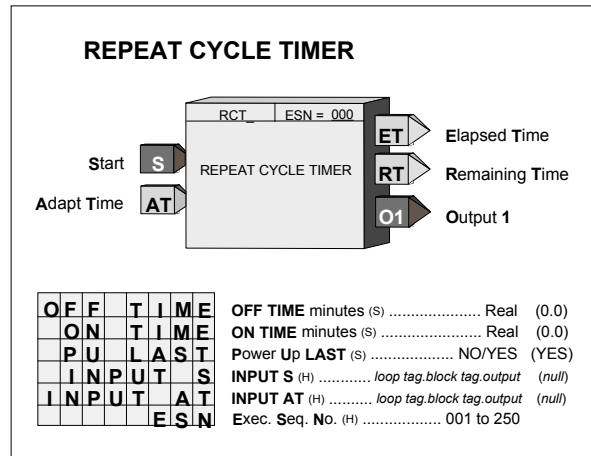 REPEAT CYCLE TIMER
RCT_ ESN = 000
REPEAT CYCLE TIMER
Start S
Adapt Time AT
ET Elapsed Time
RT Remaining Time
O1 Output 1
OFF TIME OFF TIME minutes (S) ..................... Real (0.0)
ON TIME ON TIME minutes (S) ....................... Real (0.0)
PU LAST Power Up LAST (S) ................... NO/YES (YES)
INPUT S INPUT S (H) ........... loop tag.block tag.output (null)
INPUT AT INPUT AT (H) .......... loop tag.block tag.output (null)
ESN Exec. Seq. No. (H) .................. 001 to 250